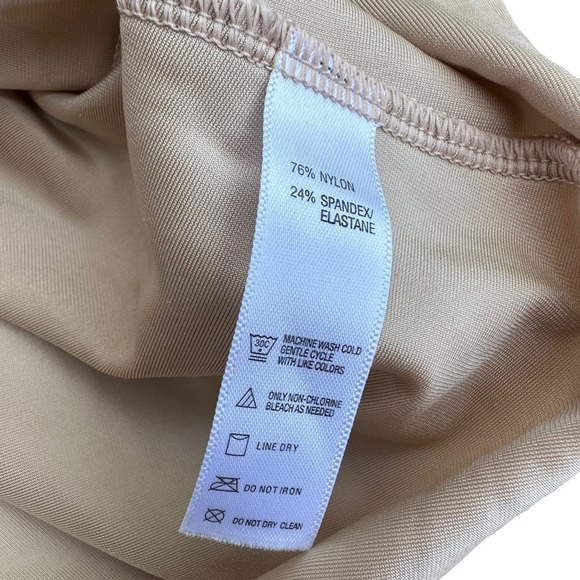 76% NYLON
24% SPANDEX/
ELASTANE
30C
MACHINE WASH COLD
GENTLE CYCLE
WITH LIKE COLORS
ONLY NON-CHLORINE
BLEACH AS NEEDED
LINE DRY
DO NOT IRON
DO NOT DRY CLEAN